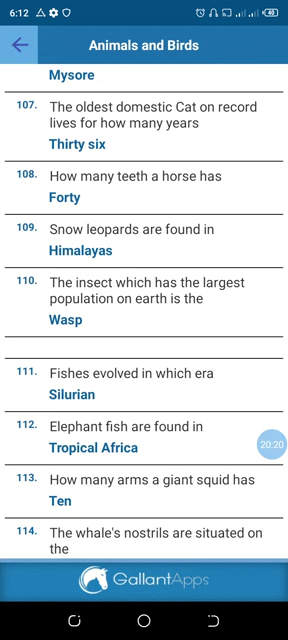 6:12
40
Animals and Birds
Mysore
107. The oldest domestic Cat on record
lives for how many years
Thirty six
108. How many teeth a horse has
Forty
109. Snow leopards are found in
Himalayas
110. The insect which has the largest
population on earth is the
Wasp
111. Fishes evolved in which era
Silurian
112. Elephant fish are found in
Tropical Africa
20:20
113. How many arms a giant squid has
Ten
114. The whale's nostrils are situated on
the
GallantApps